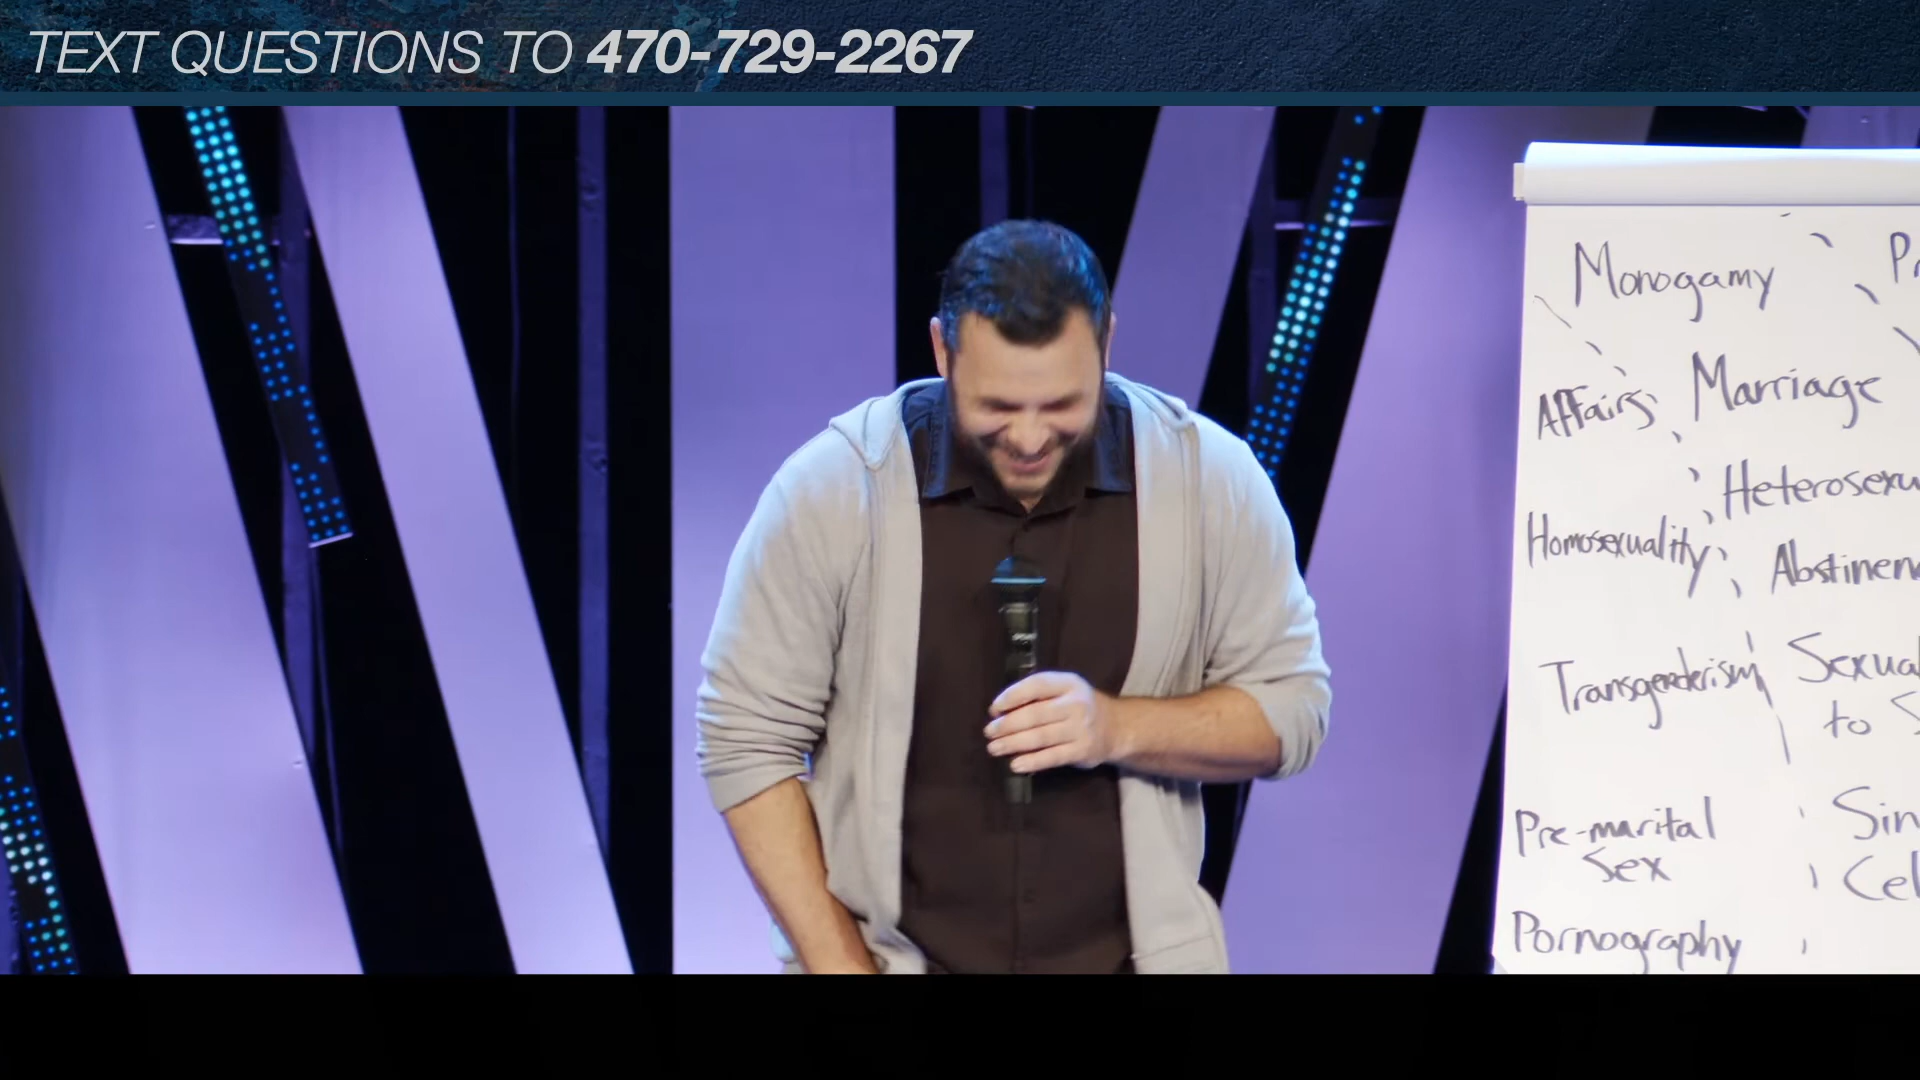 TEXT QUESTIONS TO 470-729-2267
Monogamy
Affairs Marriage
Homosexuality
Transgenderism
to
Pre-marital
Sex
Pornography